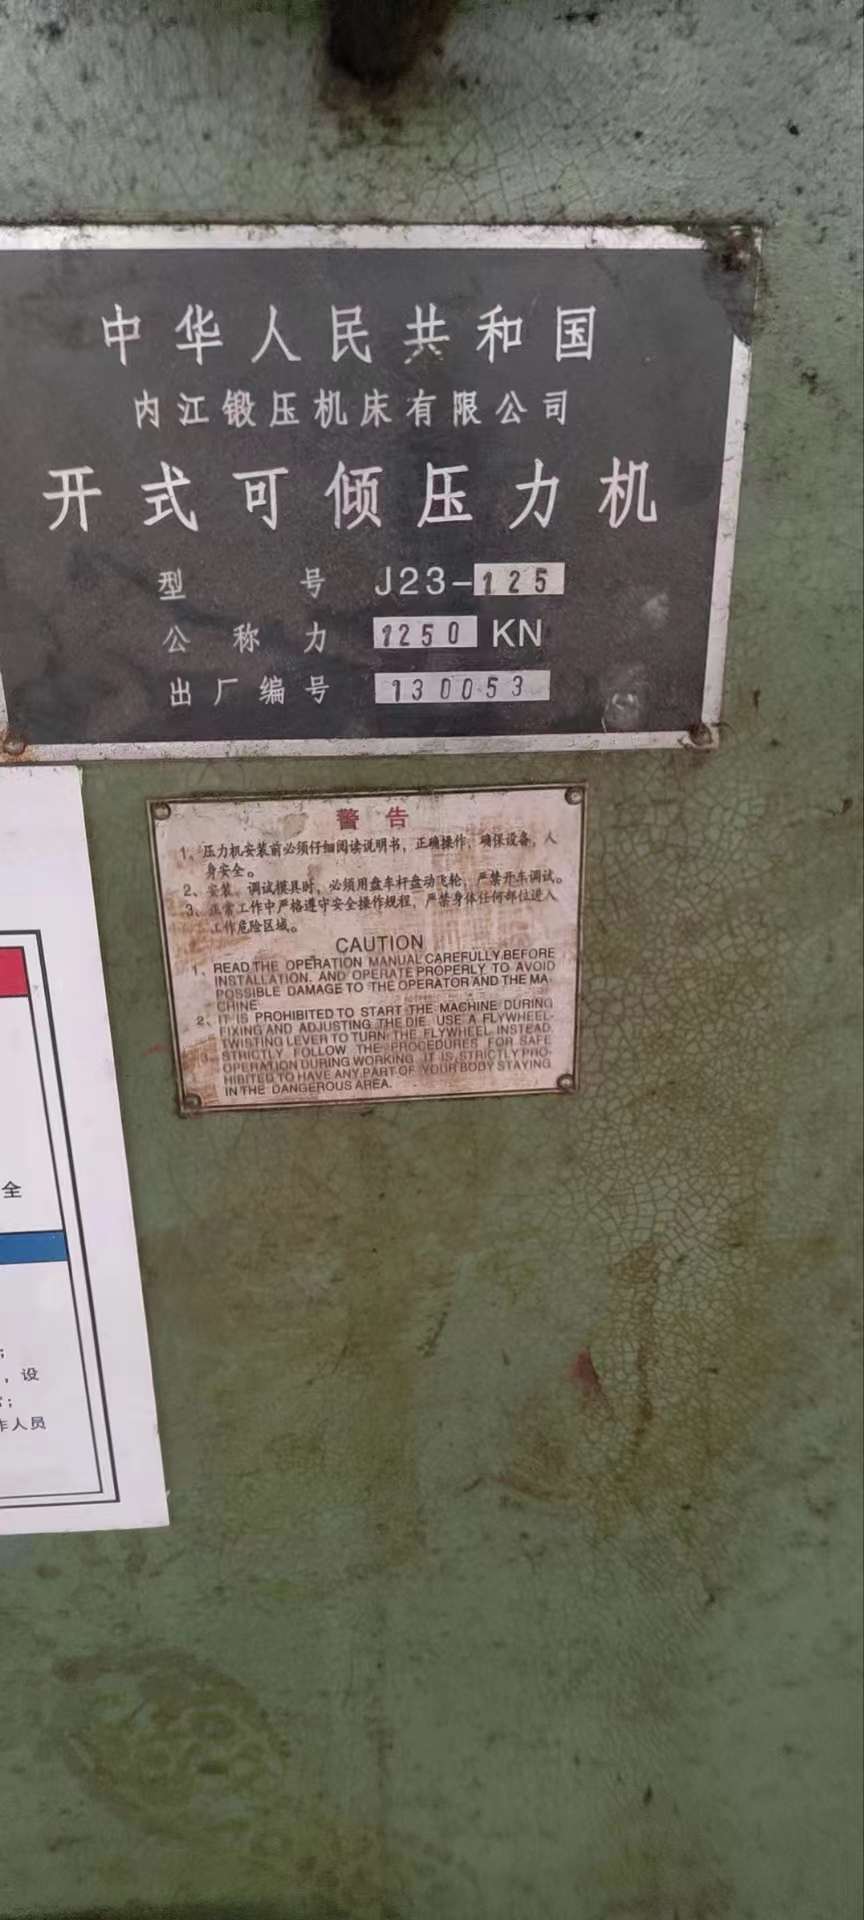 中华人民共和国
内江锻压机床有限公司
开式可倾压力机
型号 J23-125
公称力 1250 KN
出厂编号 130053
警告
1、压力机安装前必须仔细阅读说明书，正确操作，确保设备，人
身安全。
2、安装、调试模具时，必须用盘车杆盘动飞轮，严禁开车调试。
3、正常工作中严格遵守安全操作规程，严禁身体任何部位进入
工作危险区域。
CAUTION
1、READ THE OPERATION MANUAL CAREFULLY BEFORE
INSTALLATION. AND OPERATE PROPERLY TO AVOID
POSSIBLE DAMAGE TO THE OPERATOR AND THE MA-
CHINE
2、IT IS PROHIBITED TO START THE MACHINE DURING
FIXING AND ADJUSTING THE DIE. USE A FLYWHEEL-
TWISTING LEVER TO TURN THE FLYWHEEL INSTEAD.
3、STRICTLY FOLLOW THE PROCEDURES FOR SAFE
OPERATION DURING WORKING. IT IS STRICTLY PRO-
HIBITED TO HAVE ANY PART OF YOUR BODY STAYING
IN THE DANGEROUS AREA.
全
；
，设
；
作人员